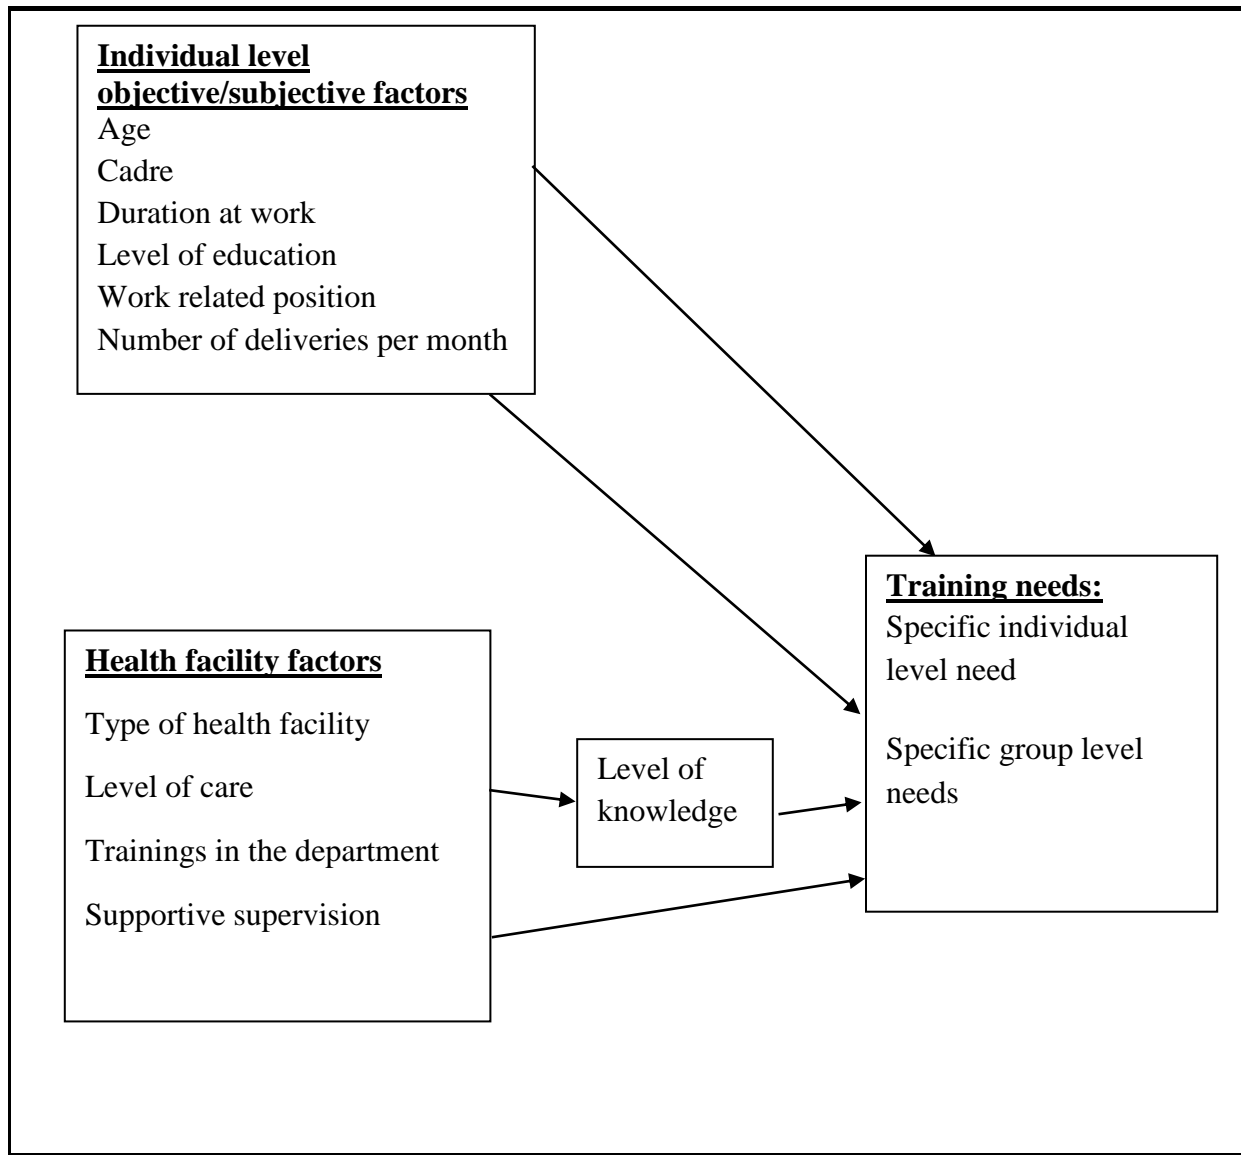 Individual level
objective/subjective factors
Age
Cadre
Duration at work
Level of education
Work related position
Number of deliveries per month
Health facility factors
Type of health facility
Level of care
Trainings in the department
Supportive supervision
Level of
knowledge
Training needs:
Specific individual
level need
Specific group level
needs